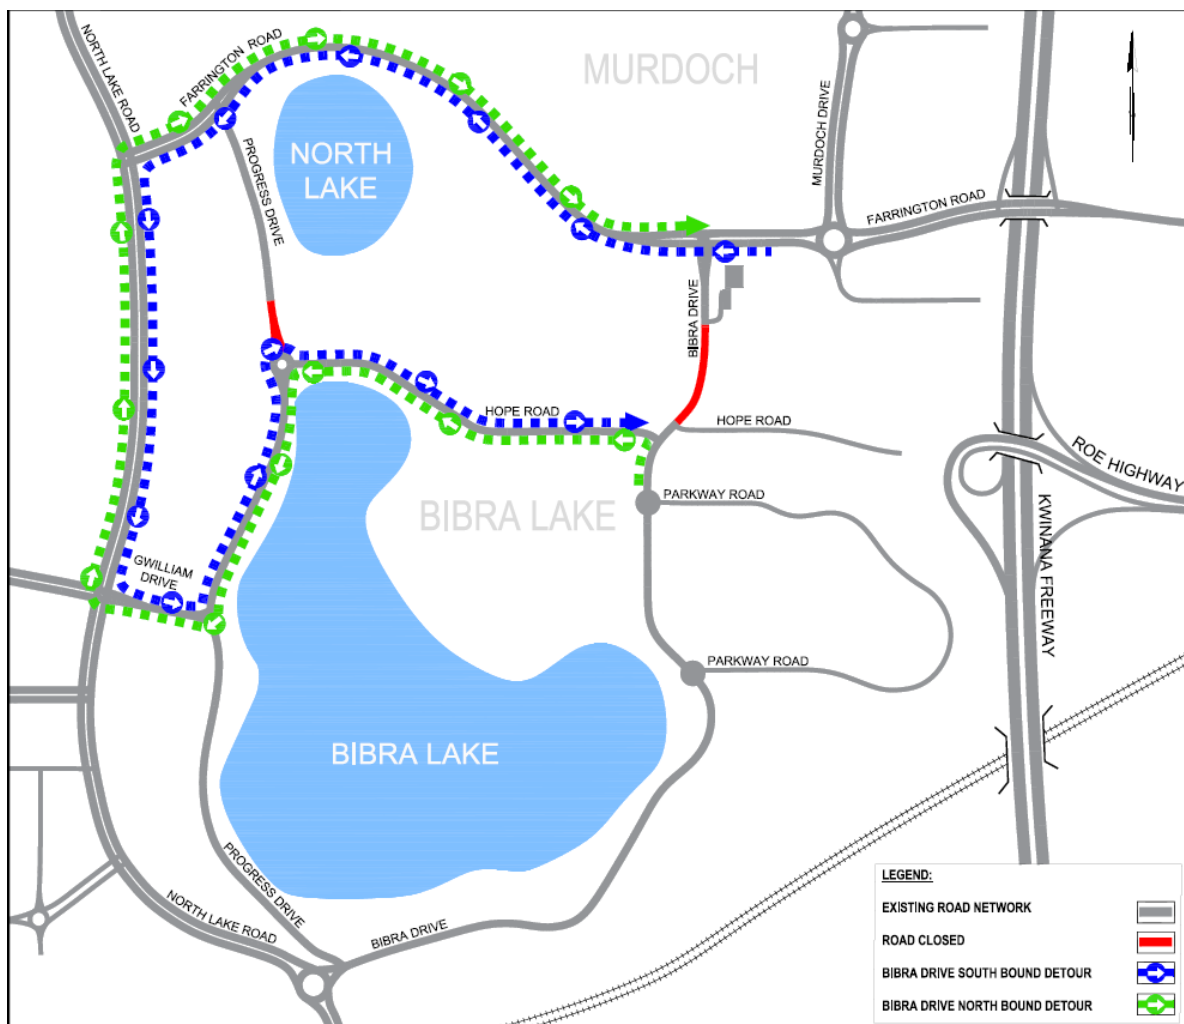 MURDOCH
NORTH LAKE ROAD
FARRINGTON ROAD
MURDOCH DRIVE
PROGRESS DRIVE
NORTH
LAKE
FARRINGTON ROAD
BIBRA DRIVE
HOPE ROAD
HOPE ROAD
ROE HIGHWAY
BIBRA LAKE
PARKWAY ROAD
KWINANA FREEWAY
GWILLIAM
DRIVE
PARKWAY ROAD
BIBRA LAKE
PROGRESS DRIVE
NORTH LAKE ROAD
BIBRA DRIVE
LEGEND:
EXISTING ROAD NETWORK
ROAD CLOSED
BIBRA DRIVE SOUTH BOUND DETOUR
BIBRA DRIVE NORTH BOUND DETOUR